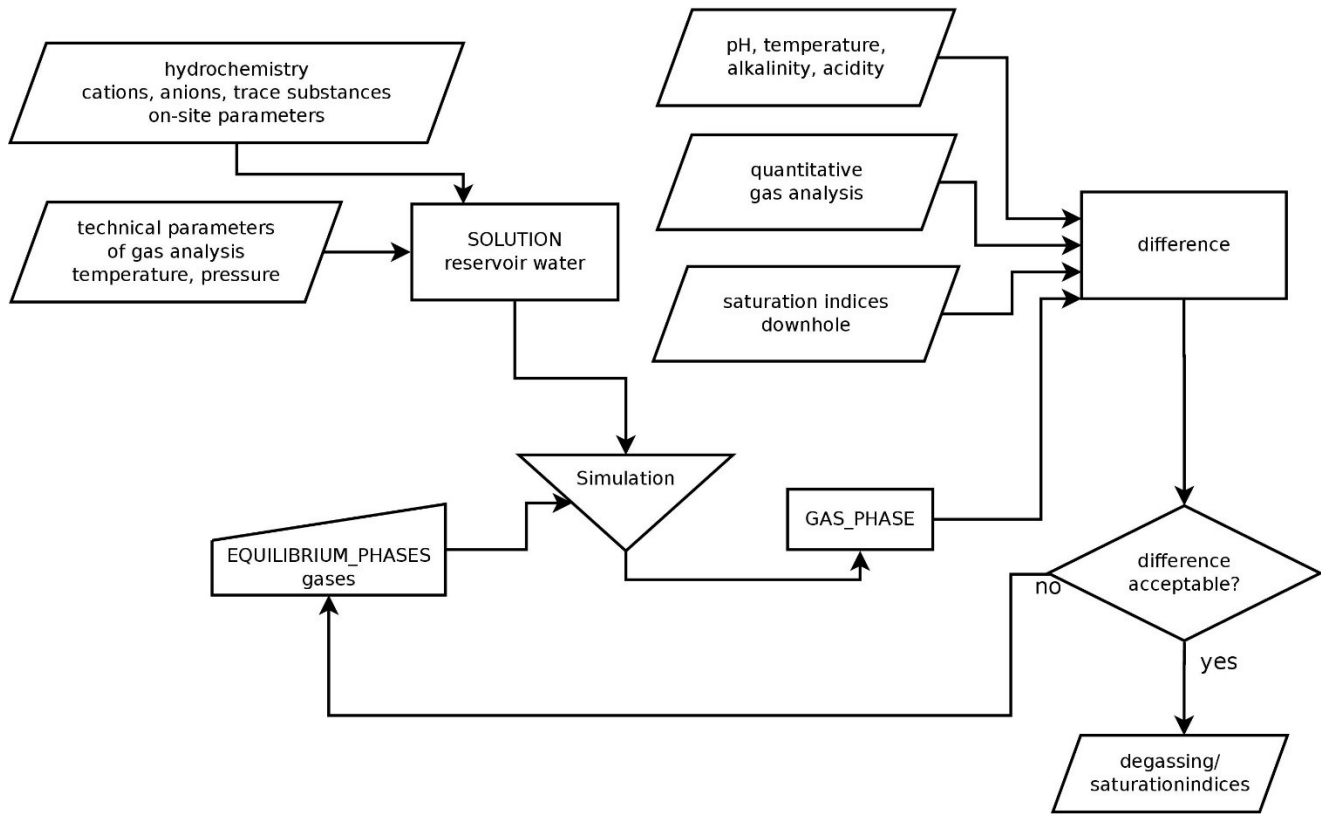 hydrochemistry
cations, anions, trace substances
on-site parameters
pH, temperature,
alkalinity, acidity
quantitative
gas analysis
technical parameters
of gas analysis
temperature, pressure
SOLUTION
reservoir water
difference
saturation indices
downhole
Simulation
GAS_PHASE
EQUILIBRIUM_PHASES
gases
difference
acceptable?
no
yes
degassing/
saturationindices